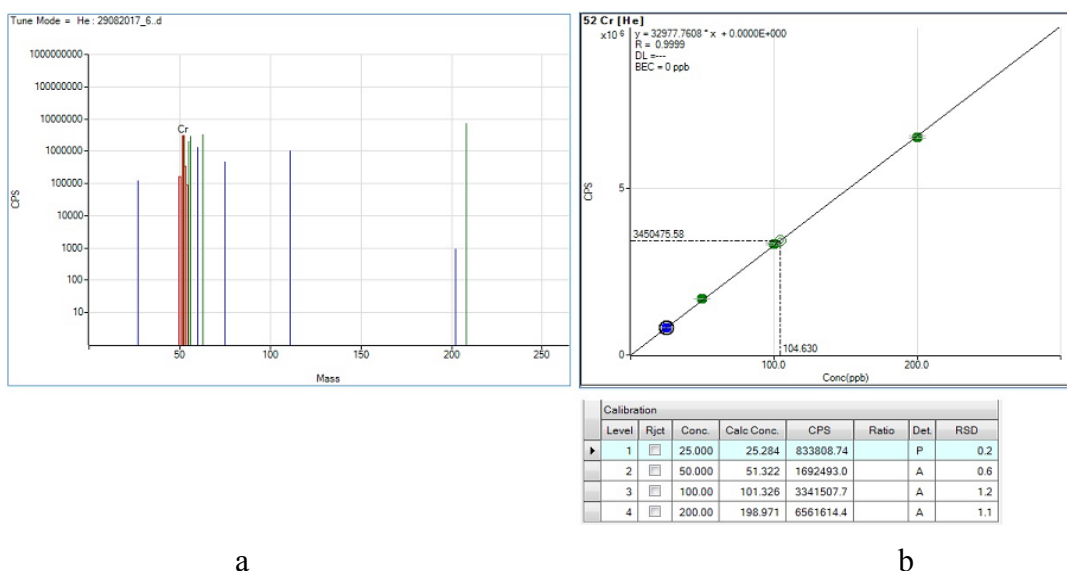 Tune Mode = He : 29082017_6..d
1000000000
100000000
10000000
1000000
100000
10000
1000
100
10
CPS
Cr
50
100
150
200
250
Mass
52 Cr [He]
x10 6
y = 32977.7608 * x + 0.0000E+000
R = 0.9999
DL =---
BEC = 0 ppb
CPS
5
3450475.58
0
104.630
100.0
200.0
Conc(ppb)
Calibration
Level Rjct Conc. Calc Conc. CPS Ratio Det. RSD
1 25.000 25.284 833808.74 P 0.2
2 50.000 51.322 1692493.0 A 0.6
3 100.00 101.326 3341507.7 A 1.2
4 200.00 198.971 6561614.4 A 1.1
a
b